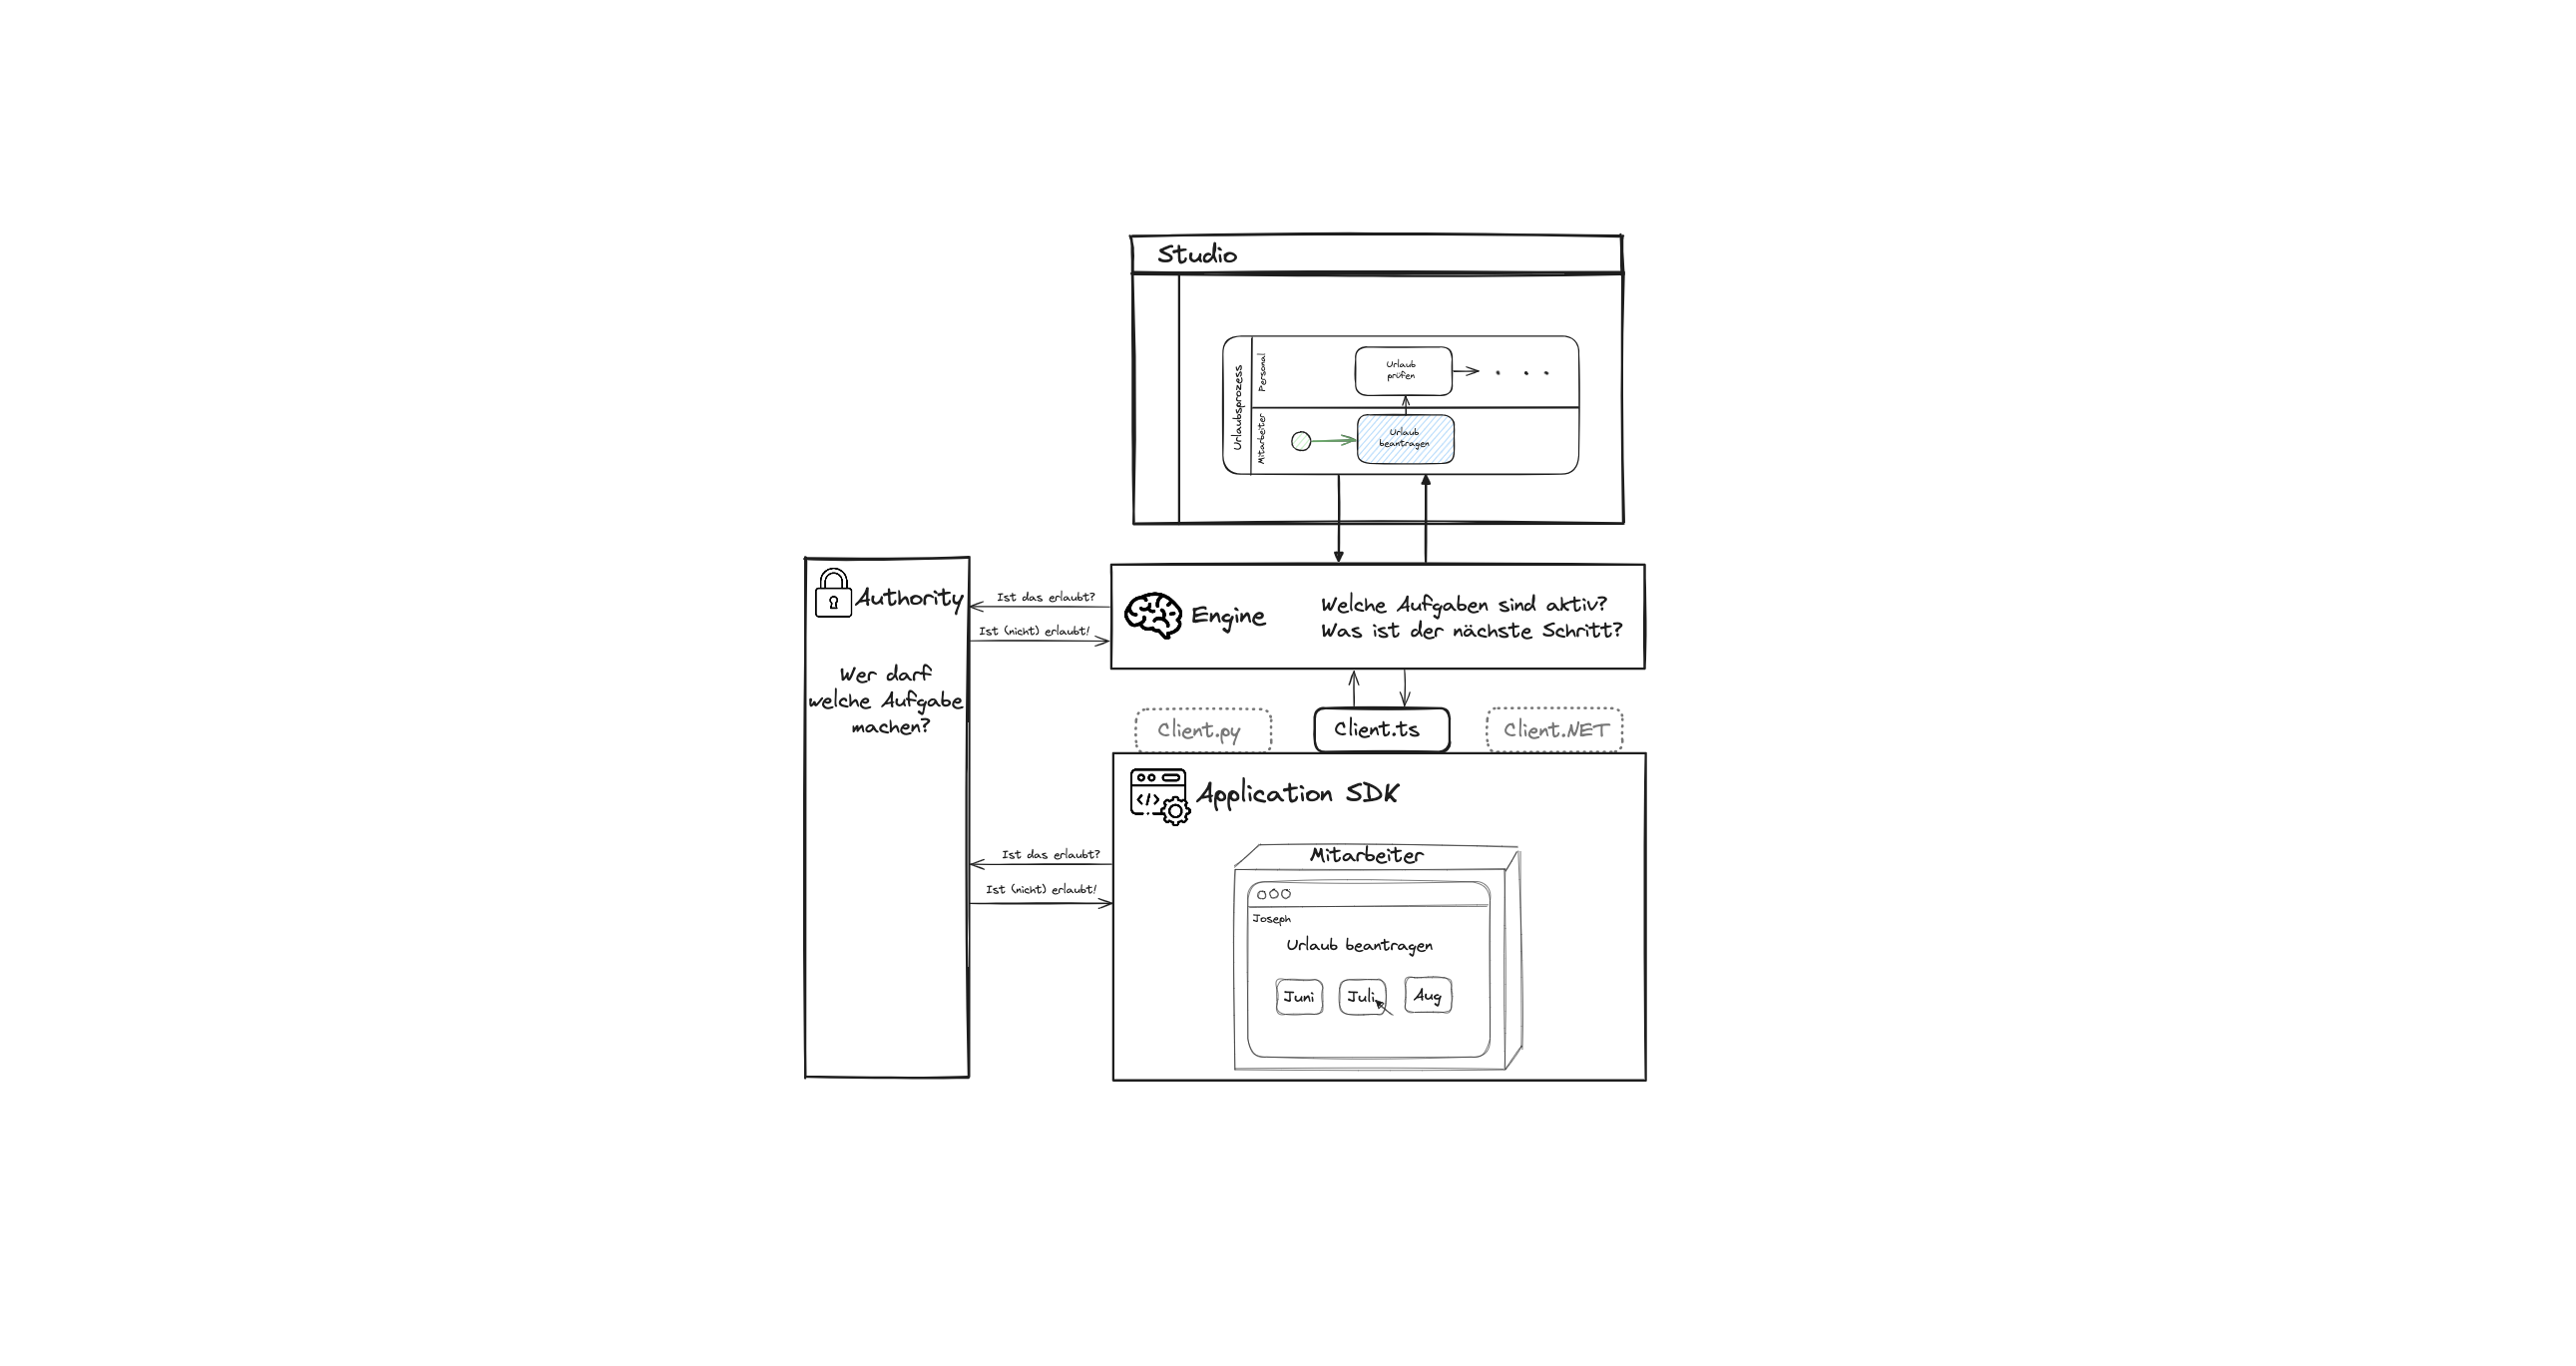 Studio
Urlaubsprozess
Personal
Mitarbeiter
Urlaub
prüfen
Urlaub
beantragen
Authority
Wer darf
welche Aufgabe
machen?
Ist das erlaubt?
Ist (nicht) erlaubt!
Engine
Welche Aufgaben sind aktiv?
Was ist der nächste Schritt?
Client.py
Client.ts
Client.NET
Application SDK
Ist das erlaubt?
Ist (nicht) erlaubt!
Mitarbeiter
Joseph
Urlaub beantragen
Juni
Juli
Aug